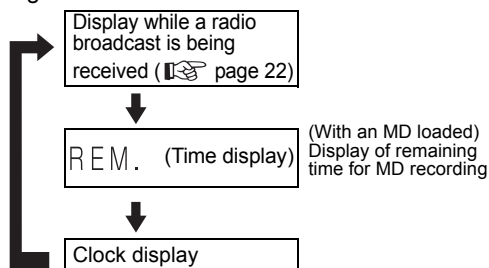 Display while a radio
broadcast is being
received ( page 22)
REM. (Time display)
(With an MD loaded)
Display of remaining
time for MD recording
Clock display